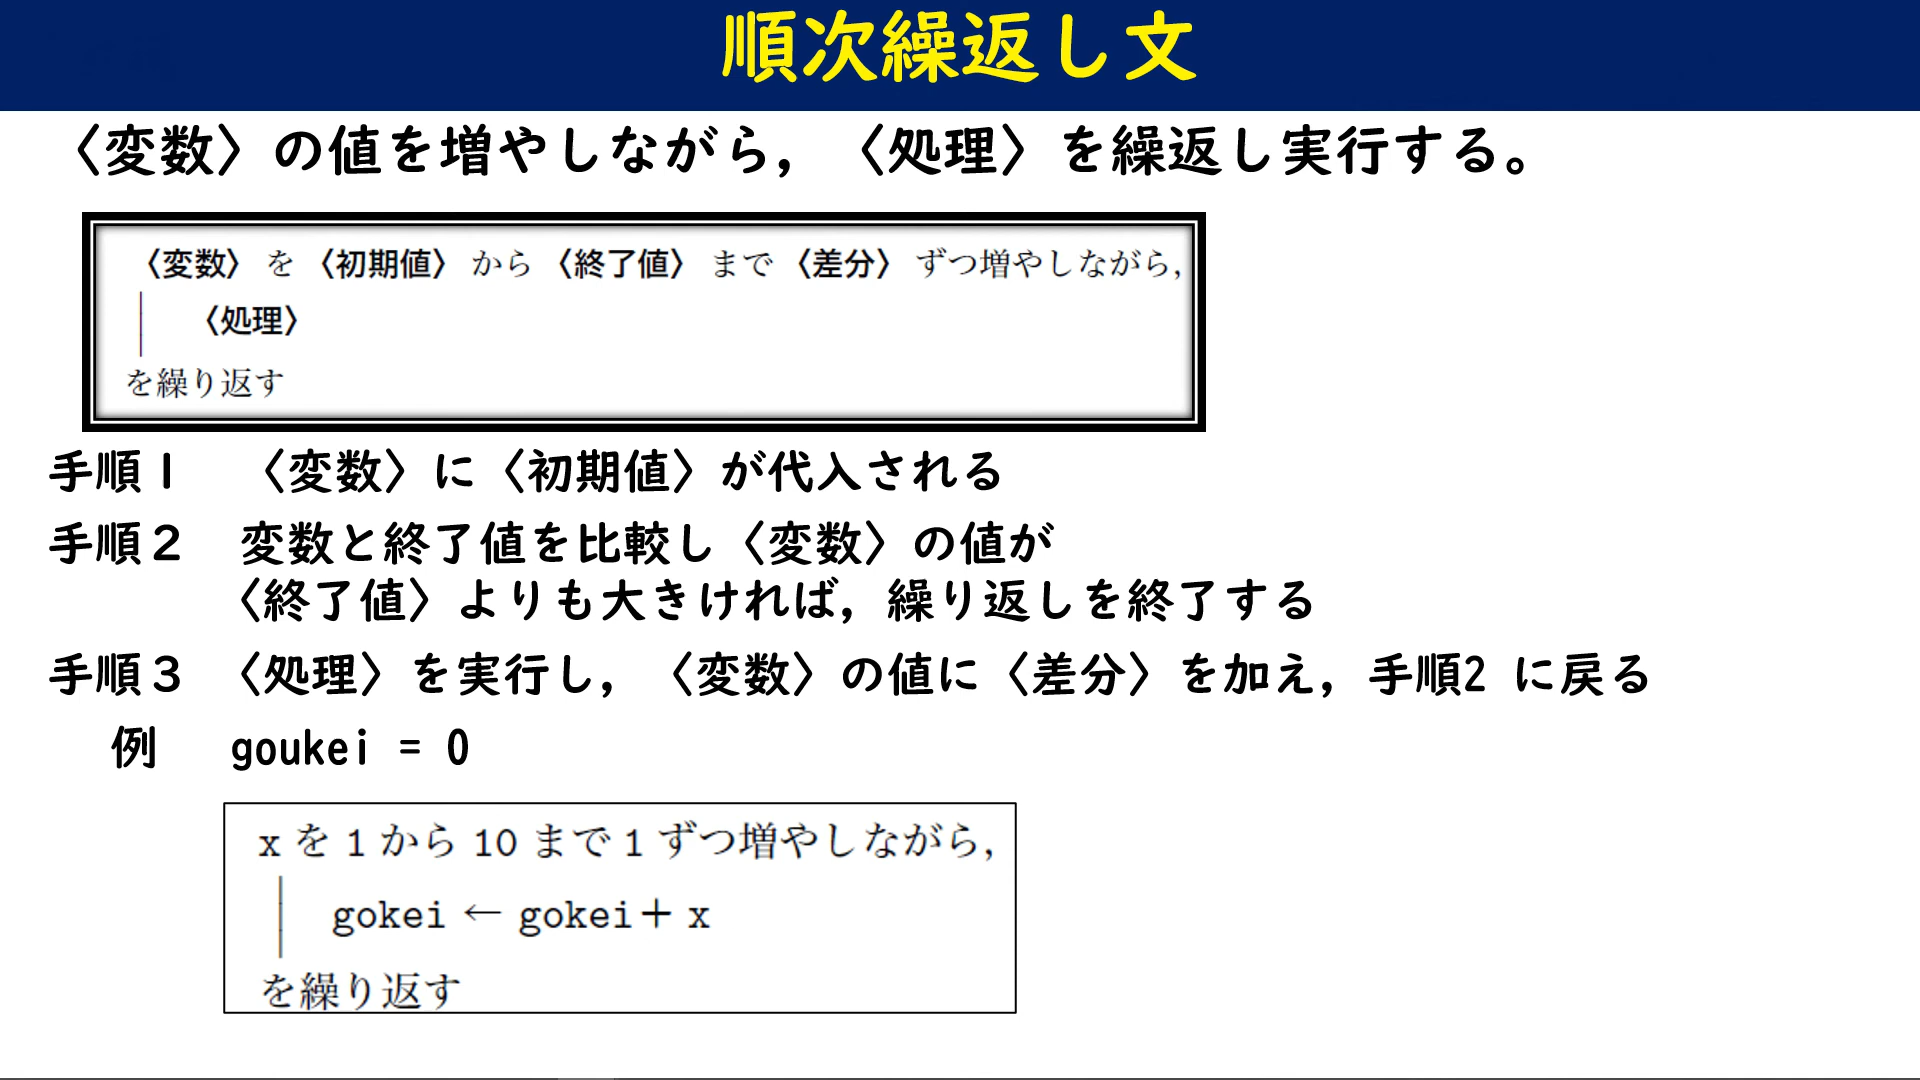 順次繰返し文
〈変数〉の値を増やしながら，〈処理〉を繰返し実行する。
〈変数〉を〈初期値〉から〈終了値〉まで〈差分〉ずつ増やしながら，
〈処理〉
を繰り返す
手順１　〈変数〉に〈初期値〉が代入される
手順２　変数と終了値を比較し〈変数〉の値が
〈終了値〉よりも大きければ，繰り返しを終了する
手順３　〈処理〉を実行し，〈変数〉の値に〈差分〉を加え，手順2 に戻る
例　goukei = 0
x を 1 から 10 まで 1 ずつ増やしながら，
gokei ← gokei＋ x
を繰り返す